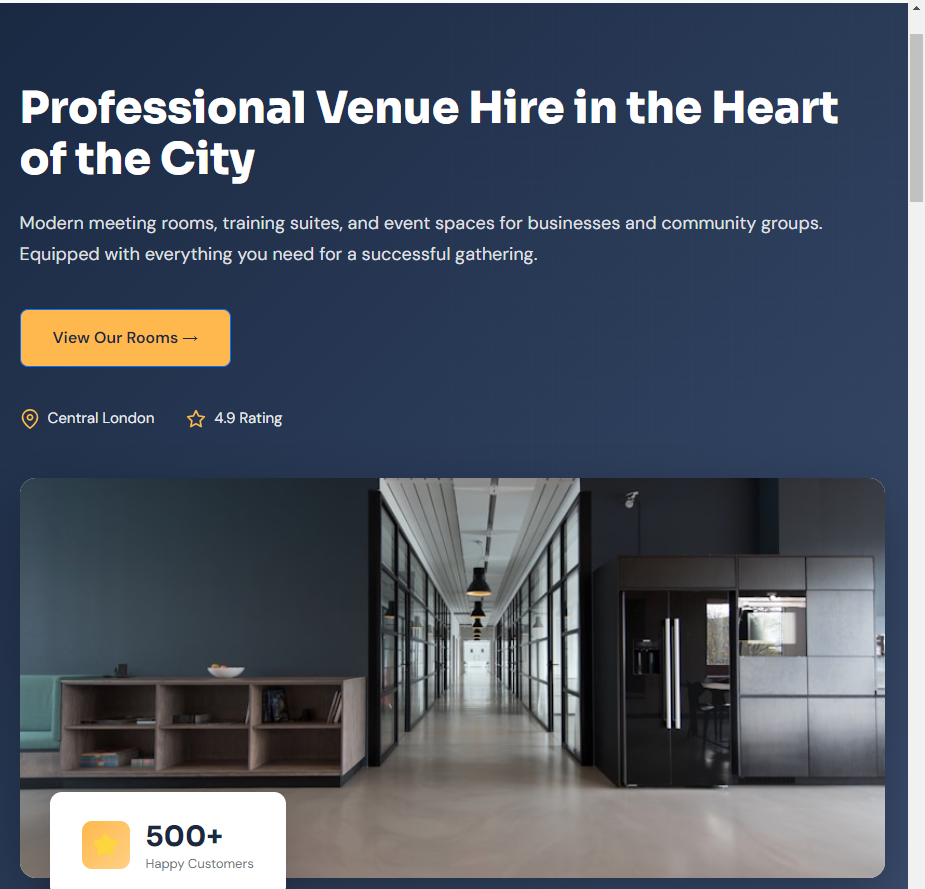 Professional Venue Hire in the Heart
of the City
Modern meeting rooms, training suites, and event spaces for businesses and community groups.
Equipped with everything you need for a successful gathering.
View Our Rooms →
Central London
4.9 Rating
500+
Happy Customers